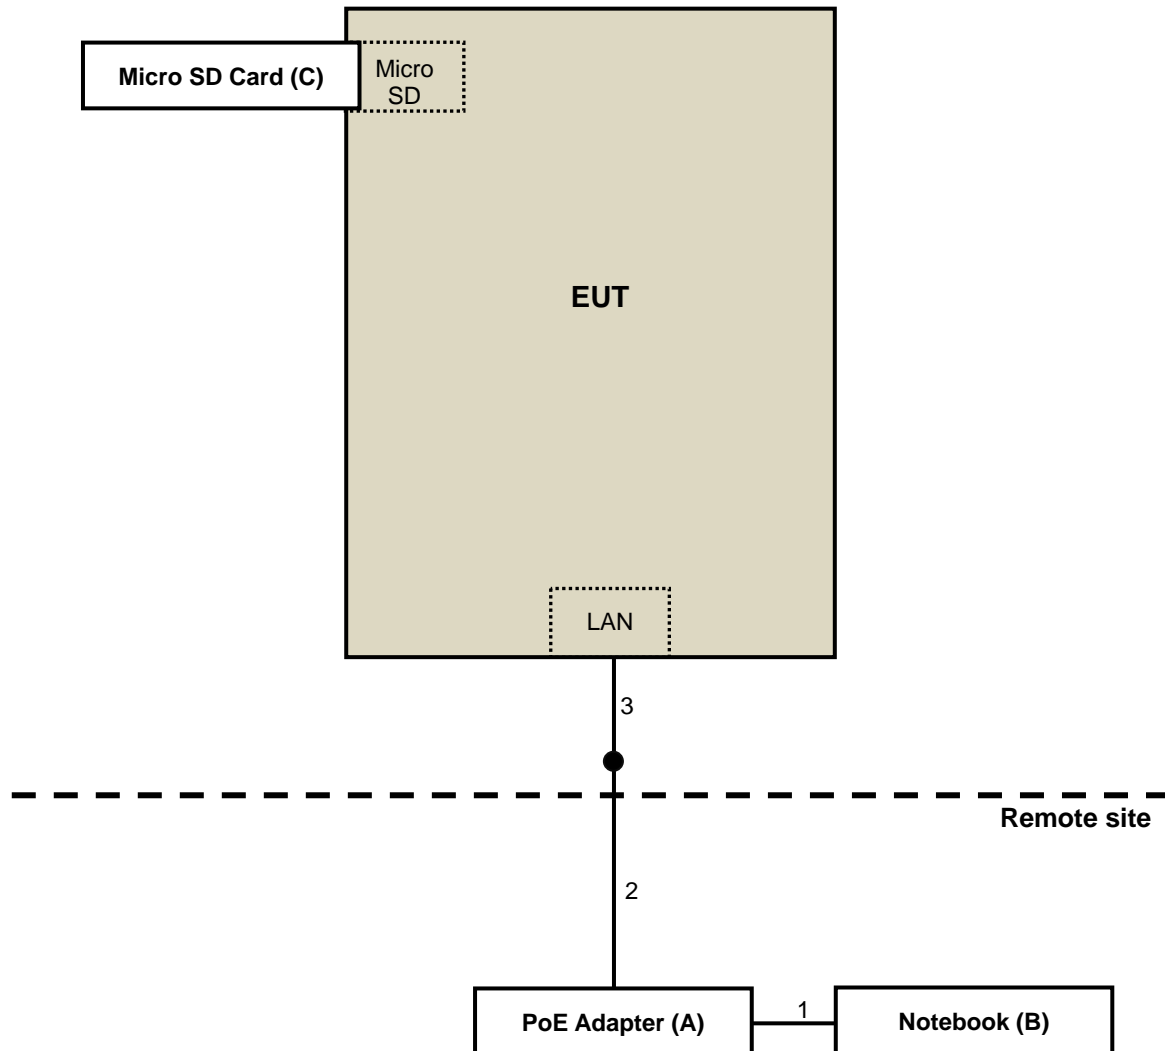 Micro SD Card (C)
Micro
SD
EUT
LAN
3
Remote site
2
PoE Adapter (A)
1
Notebook (B)